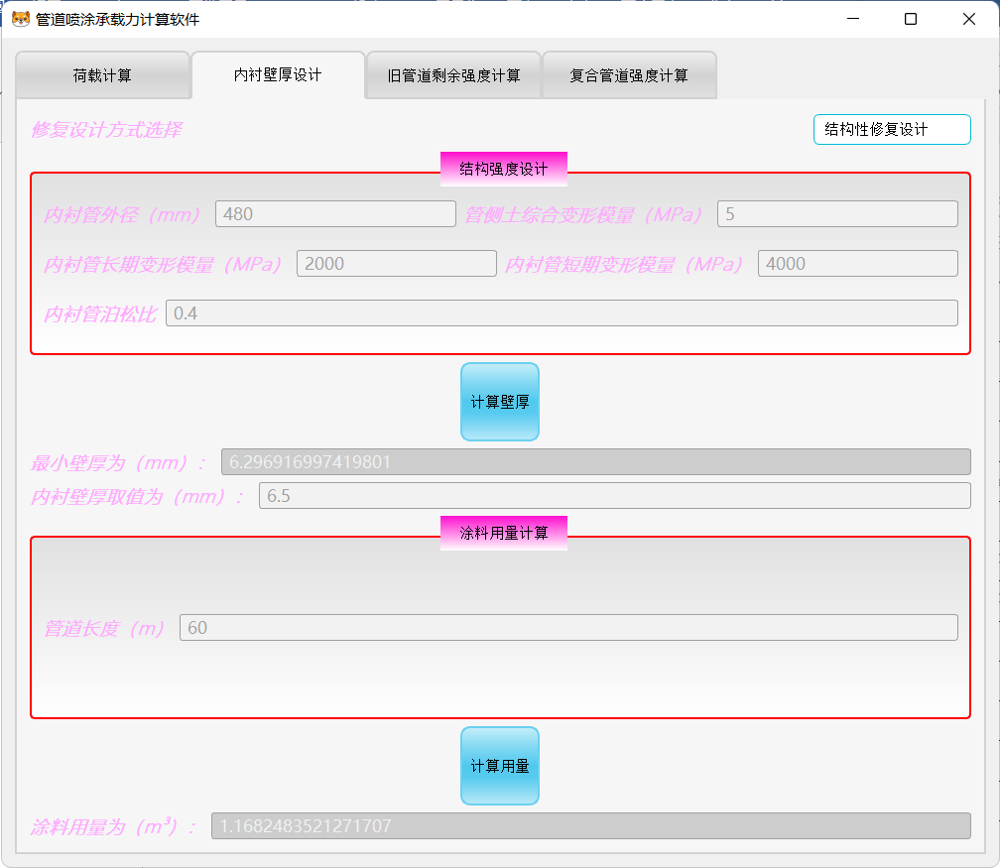 管道喷涂承载力计算软件
荷载计算 内衬壁厚设计 旧管道剩余强度计算 复合管道强度计算
修复设计方式选择 结构性修复设计
结构强度设计
内衬管外径（mm） 480 管侧土综合变形模量（MPa） 5
内衬管长期变形模量（MPa） 2000 内衬管短期变形模量（MPa） 4000
内衬管泊松比 0.4
计算壁厚
最小壁厚为（mm）： 6.296916997419801
内衬壁厚取值为（mm）： 6.5
涂料用量计算
管道长度（m） 60
计算用量
涂料用量为（m³）： 1.1682483521271707